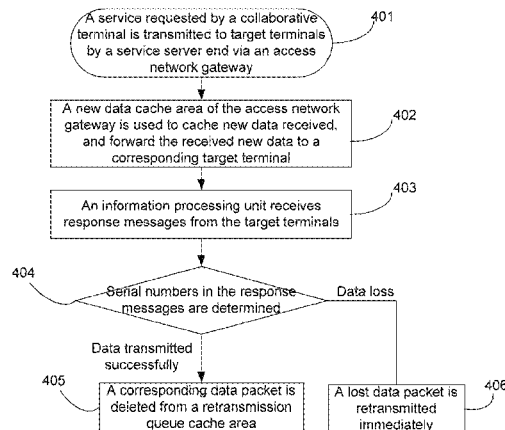 A service requested by a collaborative
terminal is transmitted to target terminals
by a service server end via an access
network gateway
401
A new data cache area of the access network
gateway is used to cache new data received,
and forward the received new data to a
corresponding target terminal
402
An information processing unit receives
response messages from the target terminals
403
404
Serial numbers in the response
messages are determined
Data loss
Data transmitted
successfully
405
A corresponding data packet is
deleted from a retransmission
queue cache area
406
A lost data packet is
retransmitted
immediately